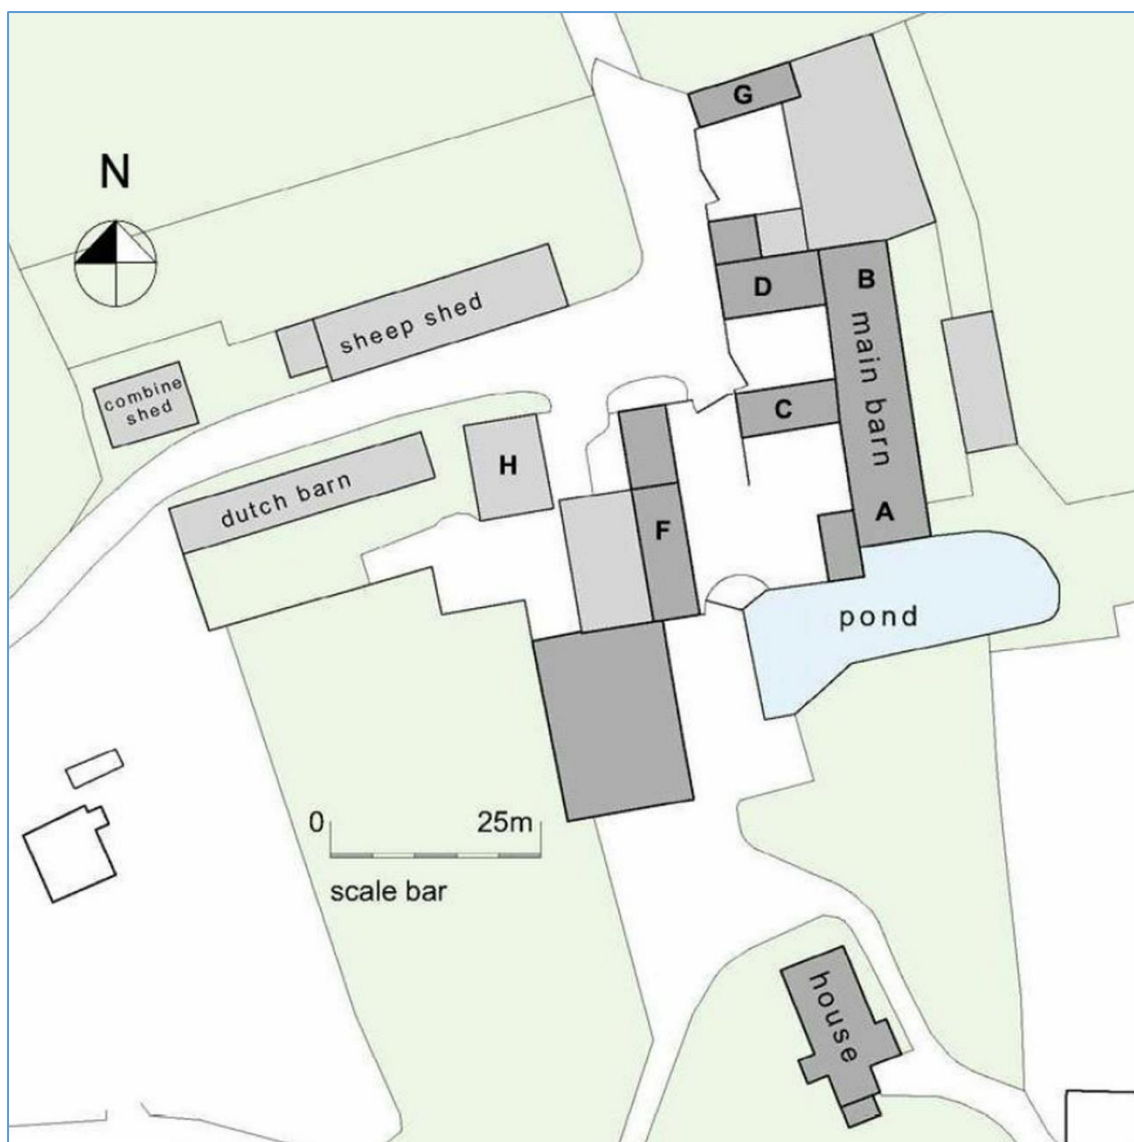 G
N
B
D
sheep shed
main barn
combine
shed
C
H
dutch barn
A
F
pond
0 25m
scale bar
house